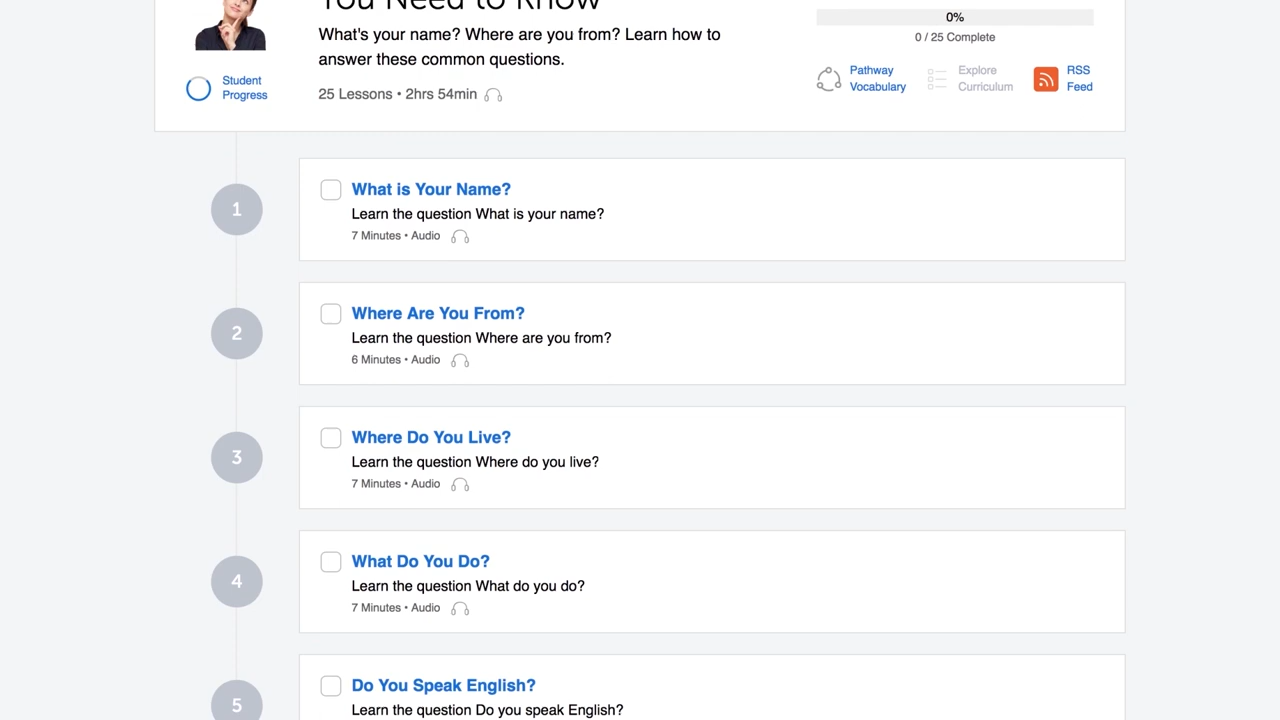 You Need to Know
What's your name? Where are you from? Learn how to
answer these common questions.
25 Lessons • 2hrs 54min
Student
Progress
0%
0 / 25 Complete
Pathway
Vocabulary
Explore
Curriculum
RSS
Feed
1
What is Your Name?
Learn the question What is your name?
7 Minutes • Audio
2
Where Are You From?
Learn the question Where are you from?
6 Minutes • Audio
3
Where Do You Live?
Learn the question Where do you live?
7 Minutes • Audio
4
What Do You Do?
Learn the question What do you do?
7 Minutes • Audio
5
Do You Speak English?
Learn the question Do you speak English?